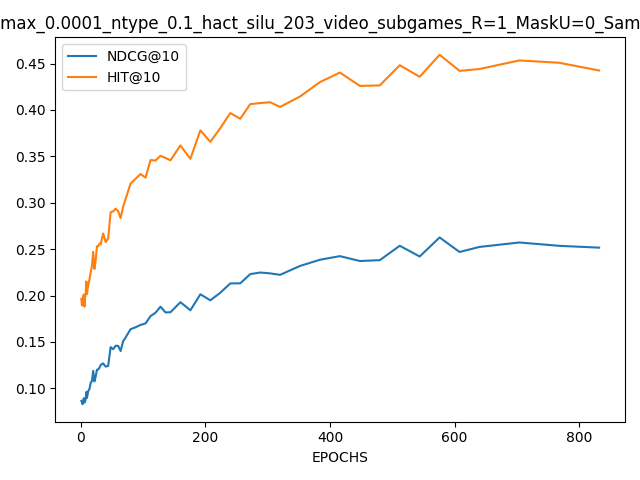 max_0.0001_ntype_0.1_hact_silu_203_video_subgames_R=1_MaskU=0_Sam
NDCG@10
HIT@10
0.45
0.40
0.35
0.30
0.25
0.20
0.15
0.10
0 200 400 600 800
EPOCHS